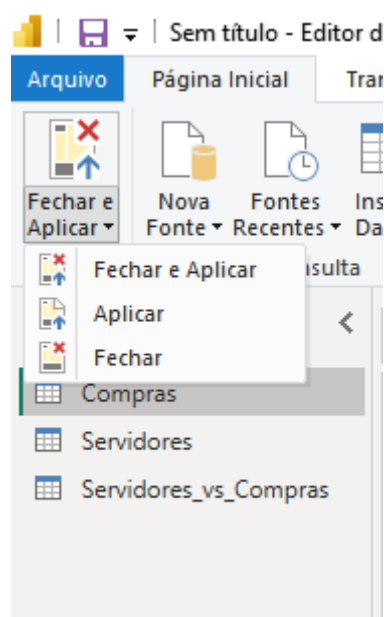 Sem título - Editor d
Arquivo
Página Inicial
Tra
Fechar e
Aplicar
Nova
Fonte
Fontes
Recentes
Ins
Da
Fechar e Aplicar
sulta
Aplicar
Fechar
Compras
Servidores
Servidores_vs_Compras